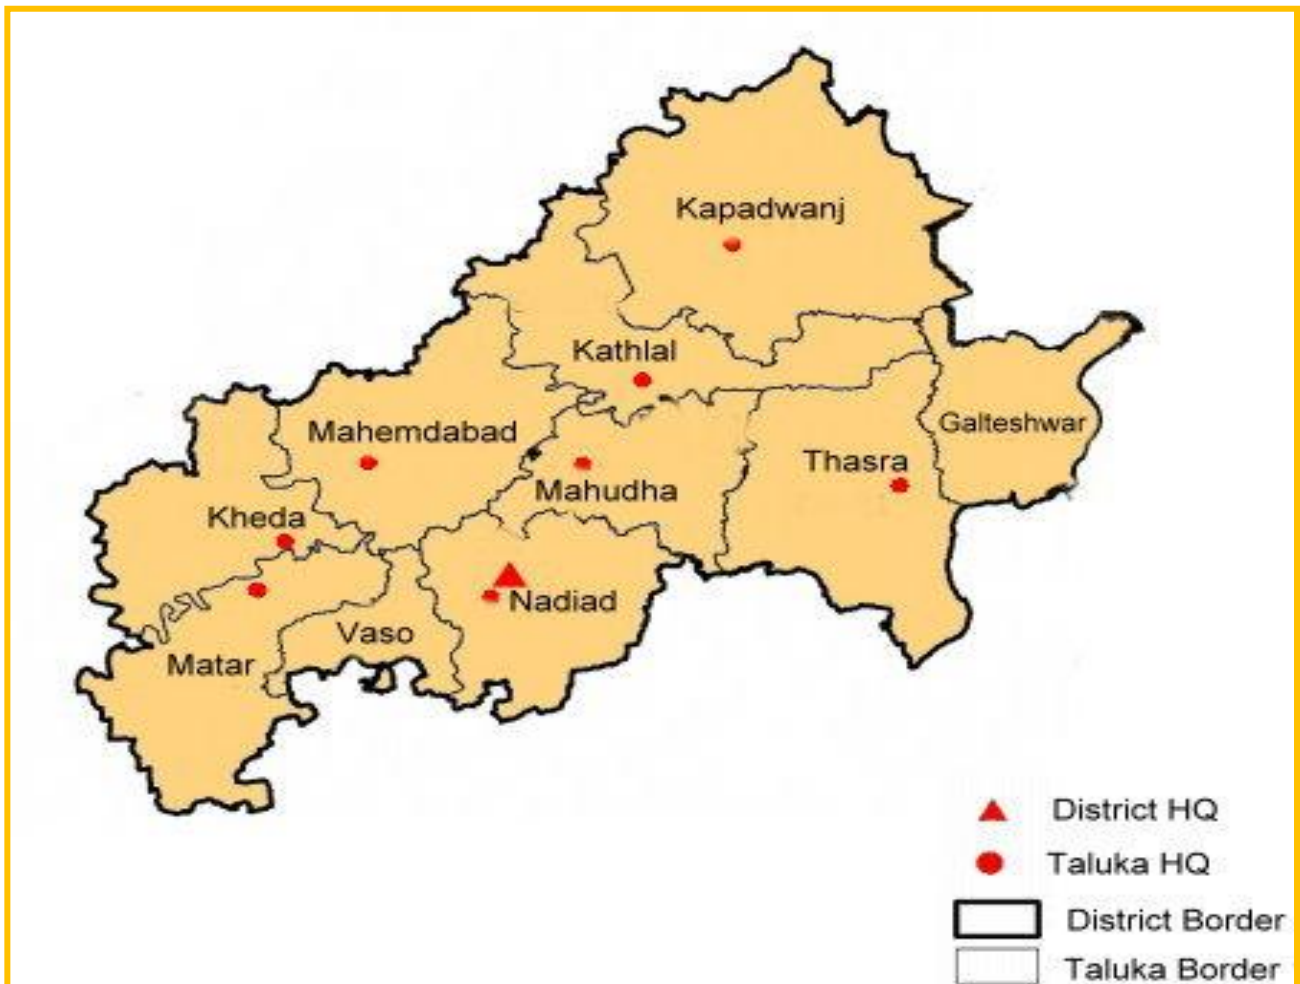 Kapadwanj
Kathlal
Galteshwar
Mahemdabad
Thasra
Mahudha
Kheda
Nadiad
Vaso
Matar
District HQ
Taluka HQ
District Border
Taluka Border